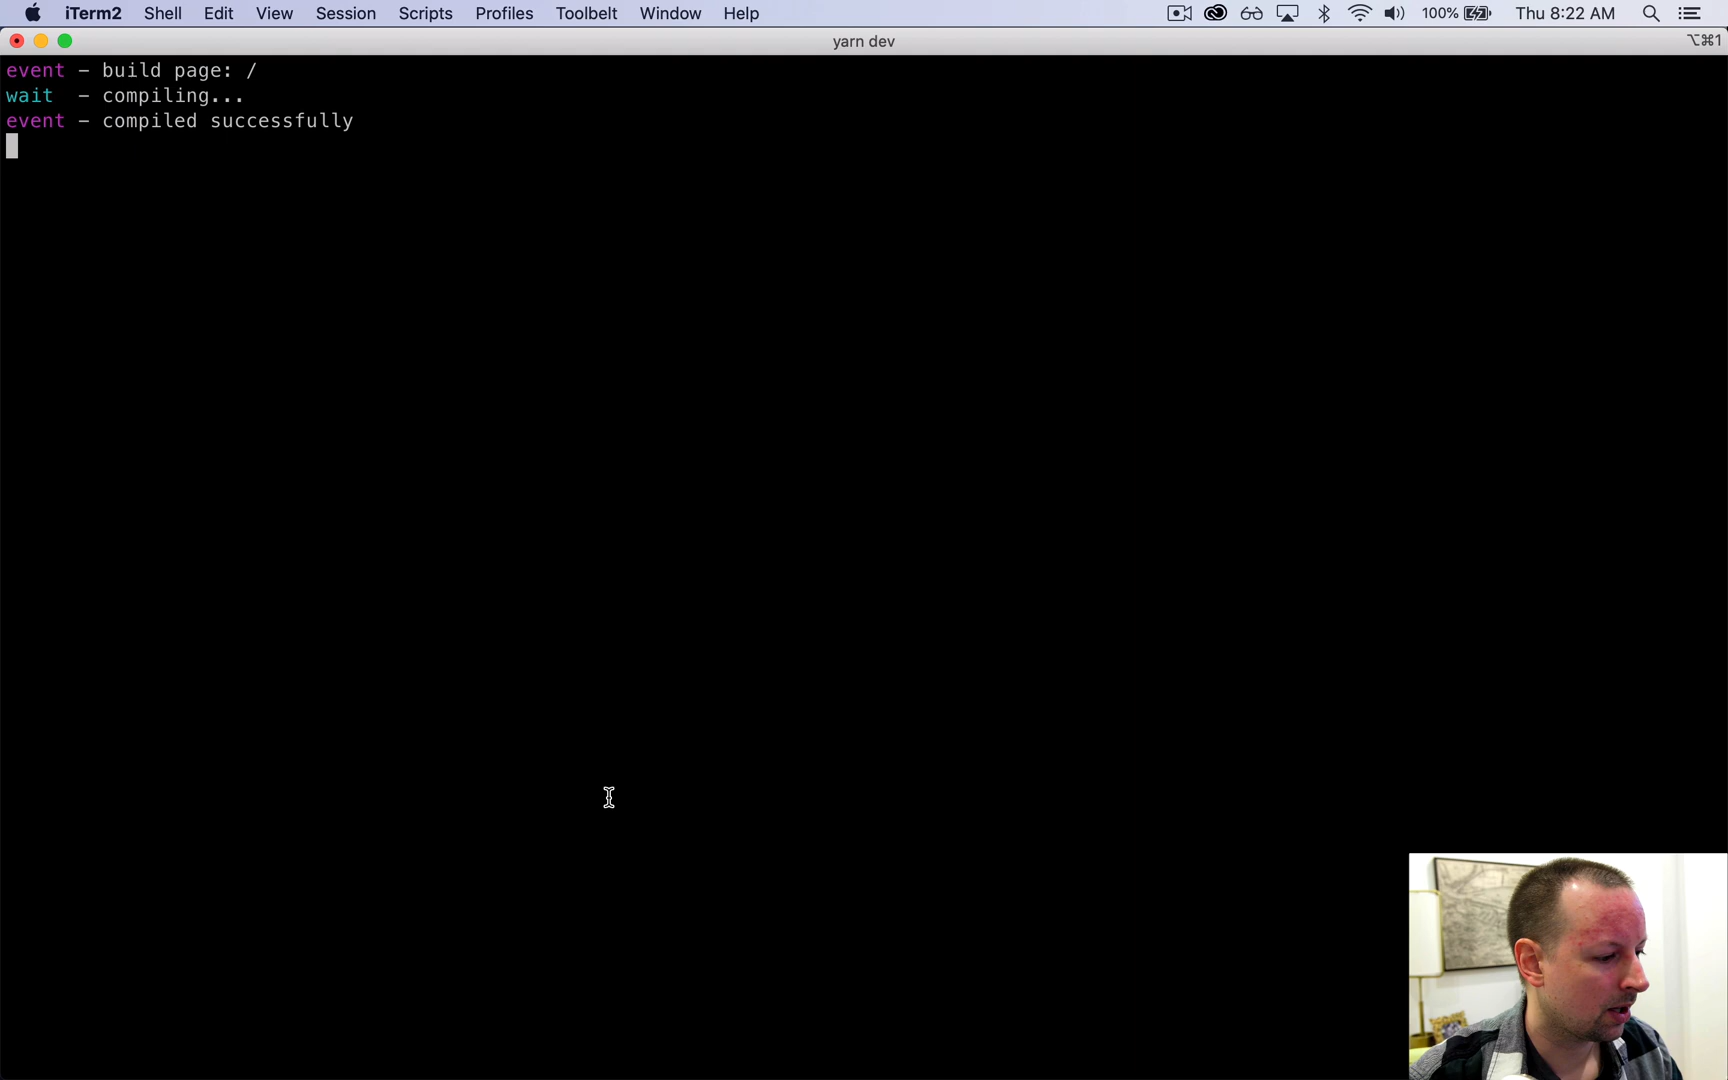 iTerm2 Shell Edit View Session Scripts Profiles Toolbelt Window Help 100% Thu 8:22 AM
yarn dev ⌥⌘1
event - build page: /
wait - compiling...
event - compiled successfully